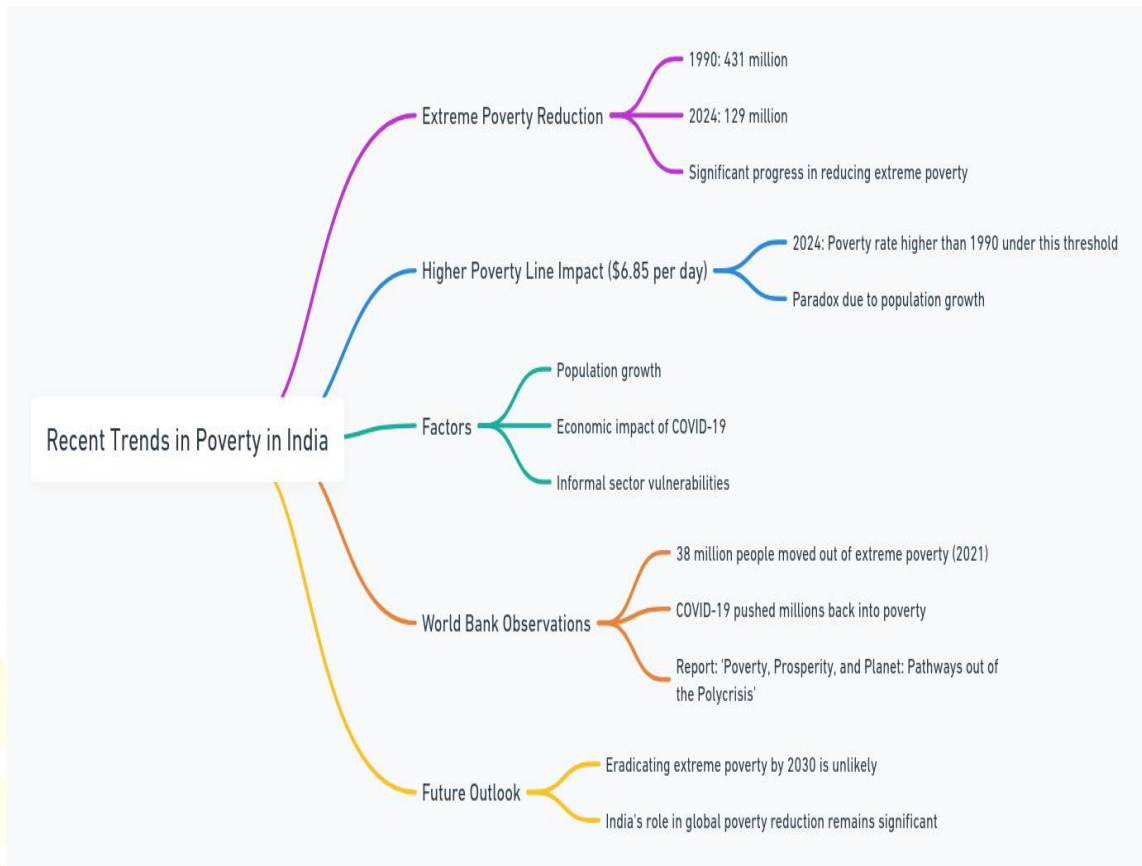 Recent Trends in Poverty in India
Extreme Poverty Reduction
1990: 431 million
2024: 129 million
Significant progress in reducing extreme poverty
Higher Poverty Line Impact ($6.85 per day)
2024: Poverty rate higher than 1990 under this threshold
Paradox due to population growth
Factors
Population growth
Economic impact of COVID-19
Informal sector vulnerabilities
World Bank Observations
38 million people moved out of extreme poverty (2021)
COVID-19 pushed millions back into poverty
Report: 'Poverty, Prosperity, and Planet: Pathways out of
the Polycrisis'
Future Outlook
Eradicating extreme poverty by 2030 is unlikely
India's role in global poverty reduction remains significant